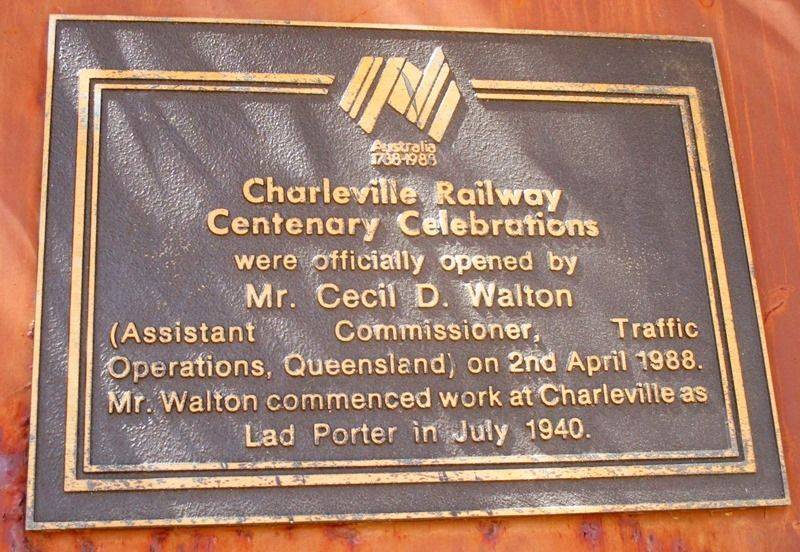 Australia
1788-1988
Charleville Railway
Centenary Celebrations
were officially opened by
Mr. Cecil D. Walton
(Assistant Commissioner, Traffic
Operations, Queensland) on 2nd April 1988.
Mr. Walton commenced work at Charleville as
Lad Porter in July 1940.